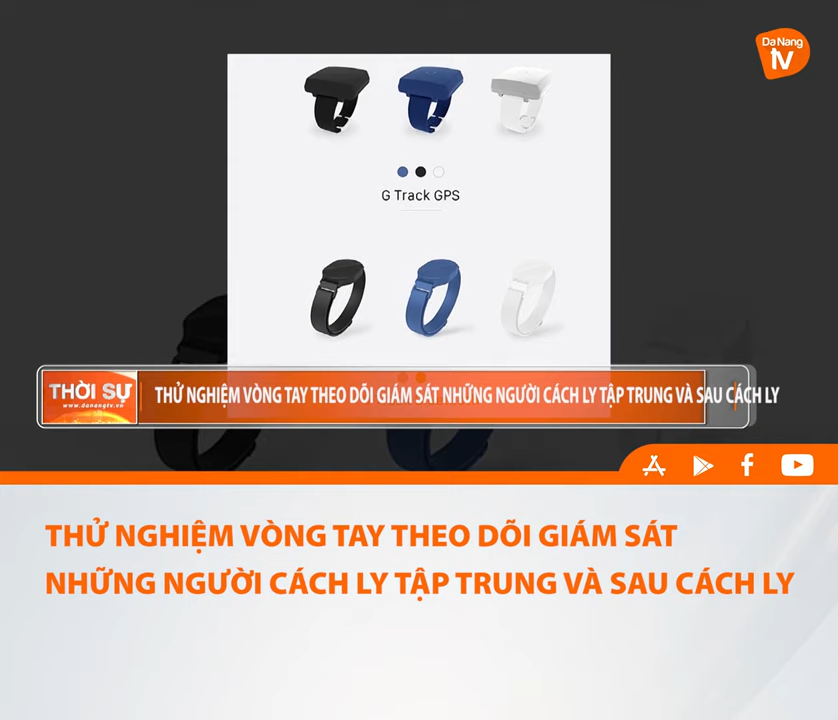 Da Nang
tv
G Track GPS
THỜI SỰ
www.danangtv.vn
THỬ NGHIỆM VÒNG TAY THEO DÕI GIÁM SÁT NHỮNG NGƯỜI CÁCH LY TẬP TRUNG VÀ SAU CÁCH LY
THỬ NGHIỆM VÒNG TAY THEO DÕI GIÁM SÁT
NHỮNG NGƯỜI CÁCH LY TẬP TRUNG VÀ SAU CÁCH LY